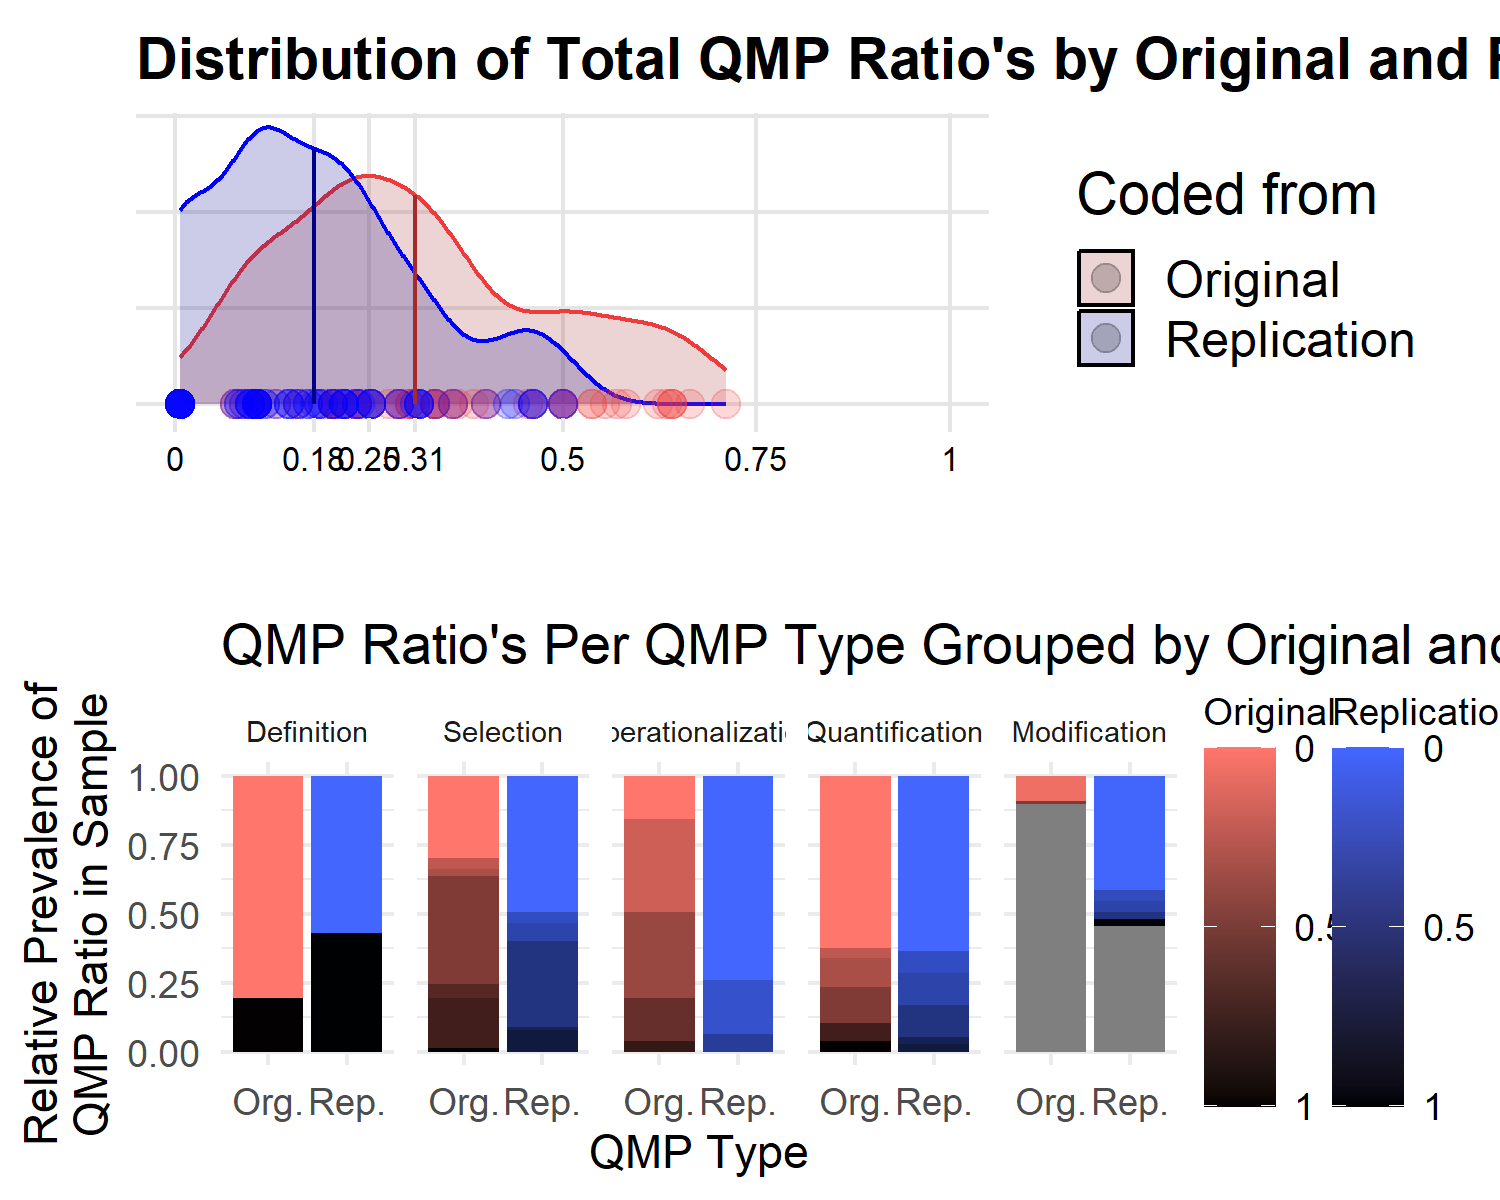 Distribution of Total QMP Ratio's by Original and
Coded from
Original
Replication
0 0.18 0.25 0.31 0.5 0.75 1
QMP Ratio's Per QMP Type Grouped by Original and
Relative Prevalence of
QMP Ratio in Sample
Definition Selection perationalizati Quantification Modification
Original Replicatio
1.00
0.75
0.50
0.25
0.00
0 0
0.5 0.5
1 1
Org. Rep. Org. Rep. Org. Rep. Org. Rep. Org. Rep.
QMP Type